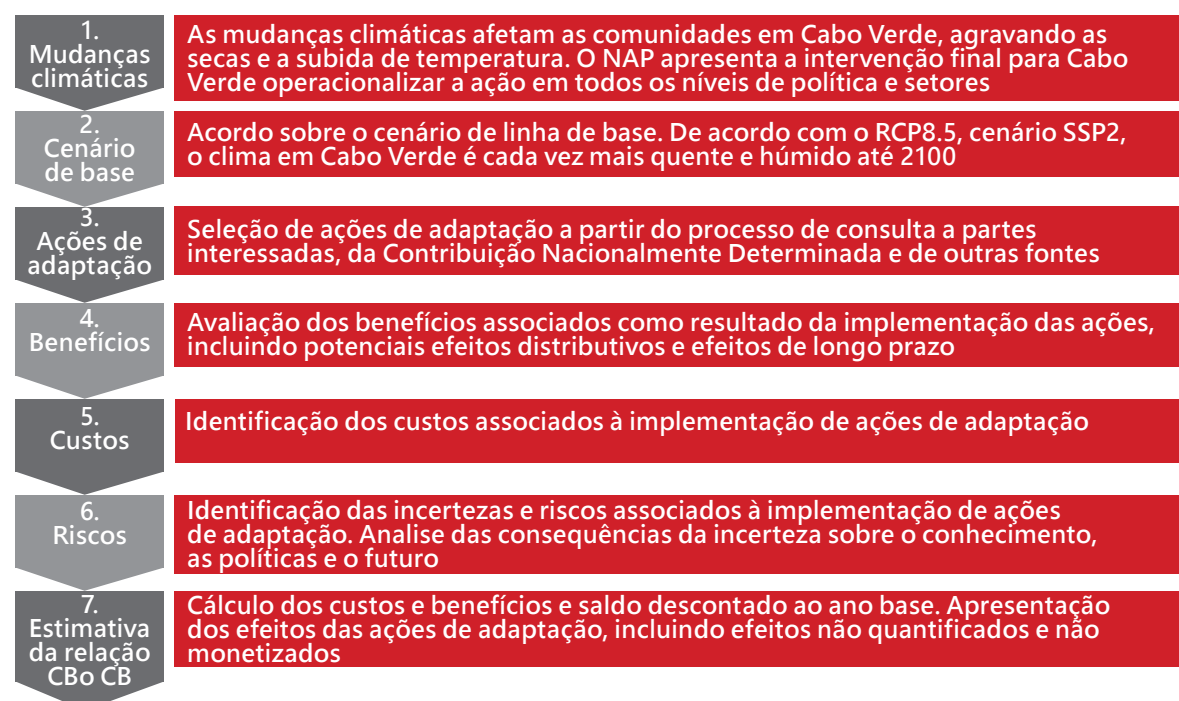 1.
Mudanças
climáticas
As mudanças climáticas afetam as comunidades em Cabo Verde, agravando as
secas e a subida de temperatura. O NAP apresenta a intervenção final para Cabo
Verde operacionalizar a ação em todos os níveis de política e setores
2.
Cenário
de base
Acordo sobre o cenário de linha de base. De acordo com o RCP8.5, cenário SSP2,
o clima em Cabo Verde é cada vez mais quente e húmido até 2100
3.
Ações de
adaptação
Seleção de ações de adaptação a partir do processo de consulta a partes
interessadas, da Contribuição Nacionalmente Determinada e de outras fontes
4.
Benefícios
Avaliação dos benefícios associados como resultado da implementação das ações,
incluindo potenciais efeitos distributivos e efeitos de longo prazo
5.
Custos
Identificação dos custos associados à implementação de ações de adaptação
6.
Riscos
Identificação das incertezas e riscos associados à implementação de ações
de adaptação. Analise das consequências da incerteza sobre o conhecimento,
as políticas e o futuro
7.
Estimativa
da relação
CBo CB
Cálculo dos custos e benefícios e saldo descontado ao ano base. Apresentação
dos efeitos das ações de adaptação, incluindo efeitos não quantificados e não
monetizados